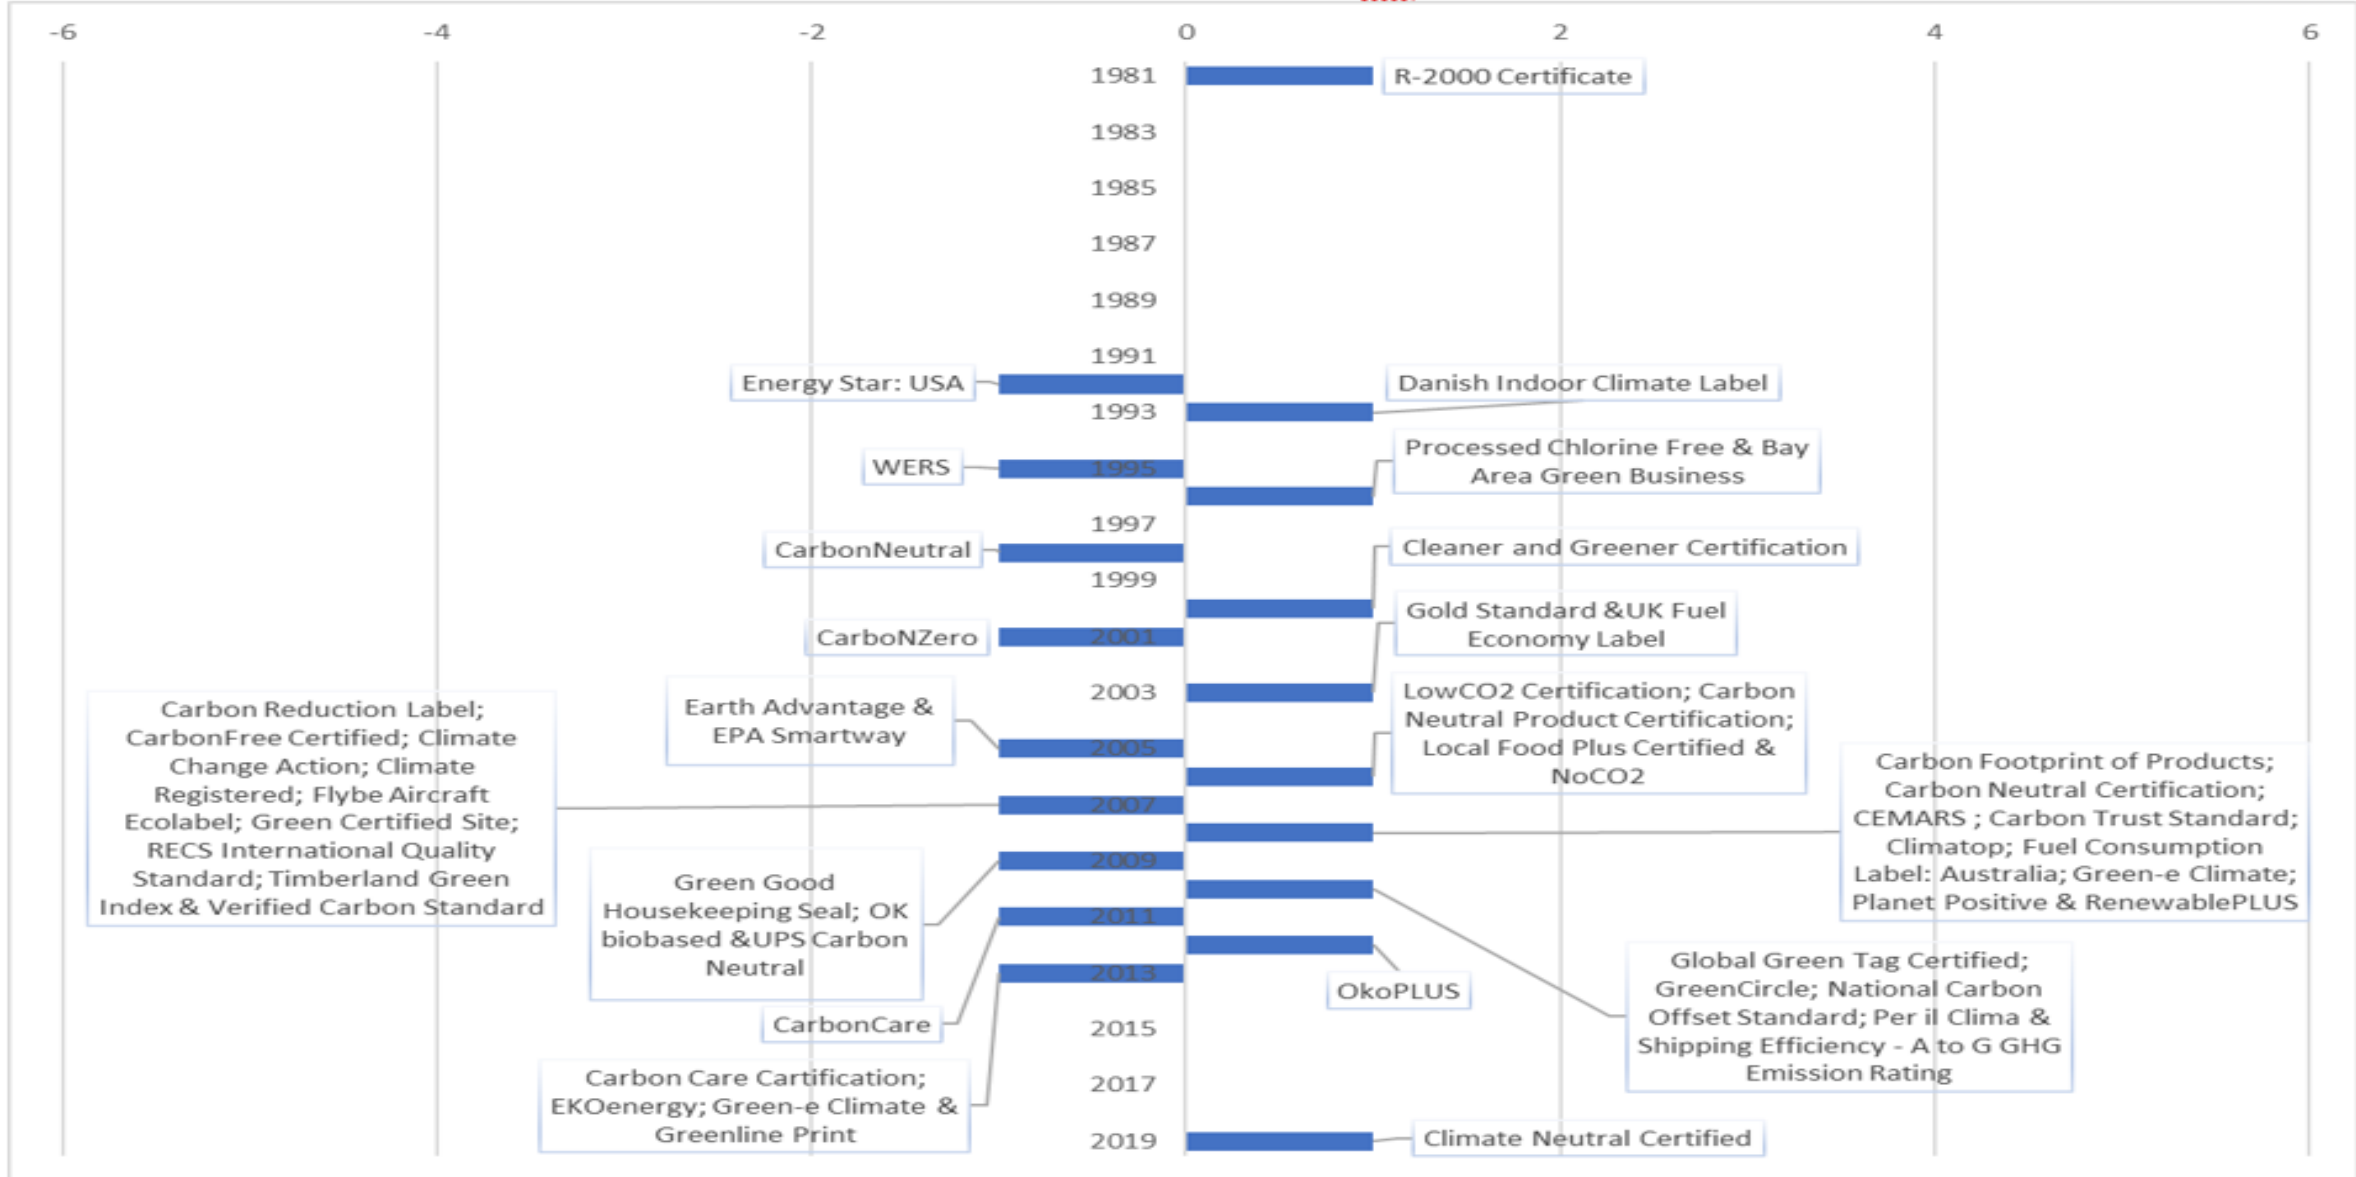 -6 -4 -2 0 2 4 6
1981
R-2000 Certificate
1983
1985
1987
1989
1991
Energy Star: USA
Danish Indoor Climate Label
1993
Processed Chlorine Free & Bay
Area Green Business
WERS
1995
1997
CarbonNeutral
Cleaner and Greener Certification
1999
Gold Standard &UK Fuel
Economy Label
CarboNZero
2001
2003
LowCO2 Certification; Carbon
Neutral Product Certification;
Local Food Plus Certified &
NoCO2
Earth Advantage &
EPA Smartway
2005
Carbon Reduction Label;
CarbonFree Certified; Climate
Change Action; Climate
Registered; Flybe Aircraft
Ecolabel; Green Certified Site;
RECS International Quality
Standard; Timberland Green
Index & Verified Carbon Standard
2007
Carbon Footprint of Products;
Carbon Neutral Certification;
CEMARS ; Carbon Trust Standard;
Climatop; Fuel Consumption
Label: Australia; Green-e Climate;
Planet Positive & RenewablePLUS
2009
Green Good
Housekeeping Seal; OK
biobased &UPS Carbon
Neutral
2011
2013
OkoPLUS
Global Green Tag Certified;
GreenCircle; National Carbon
Offset Standard; Per il Clima &
Shipping Efficiency - A to G GHG
Emission Rating
CarbonCare
2015
Carbon Care Cartification;
EKOenergy; Green-e Climate &
Greenline Print
2017
2019
Climate Neutral Certified